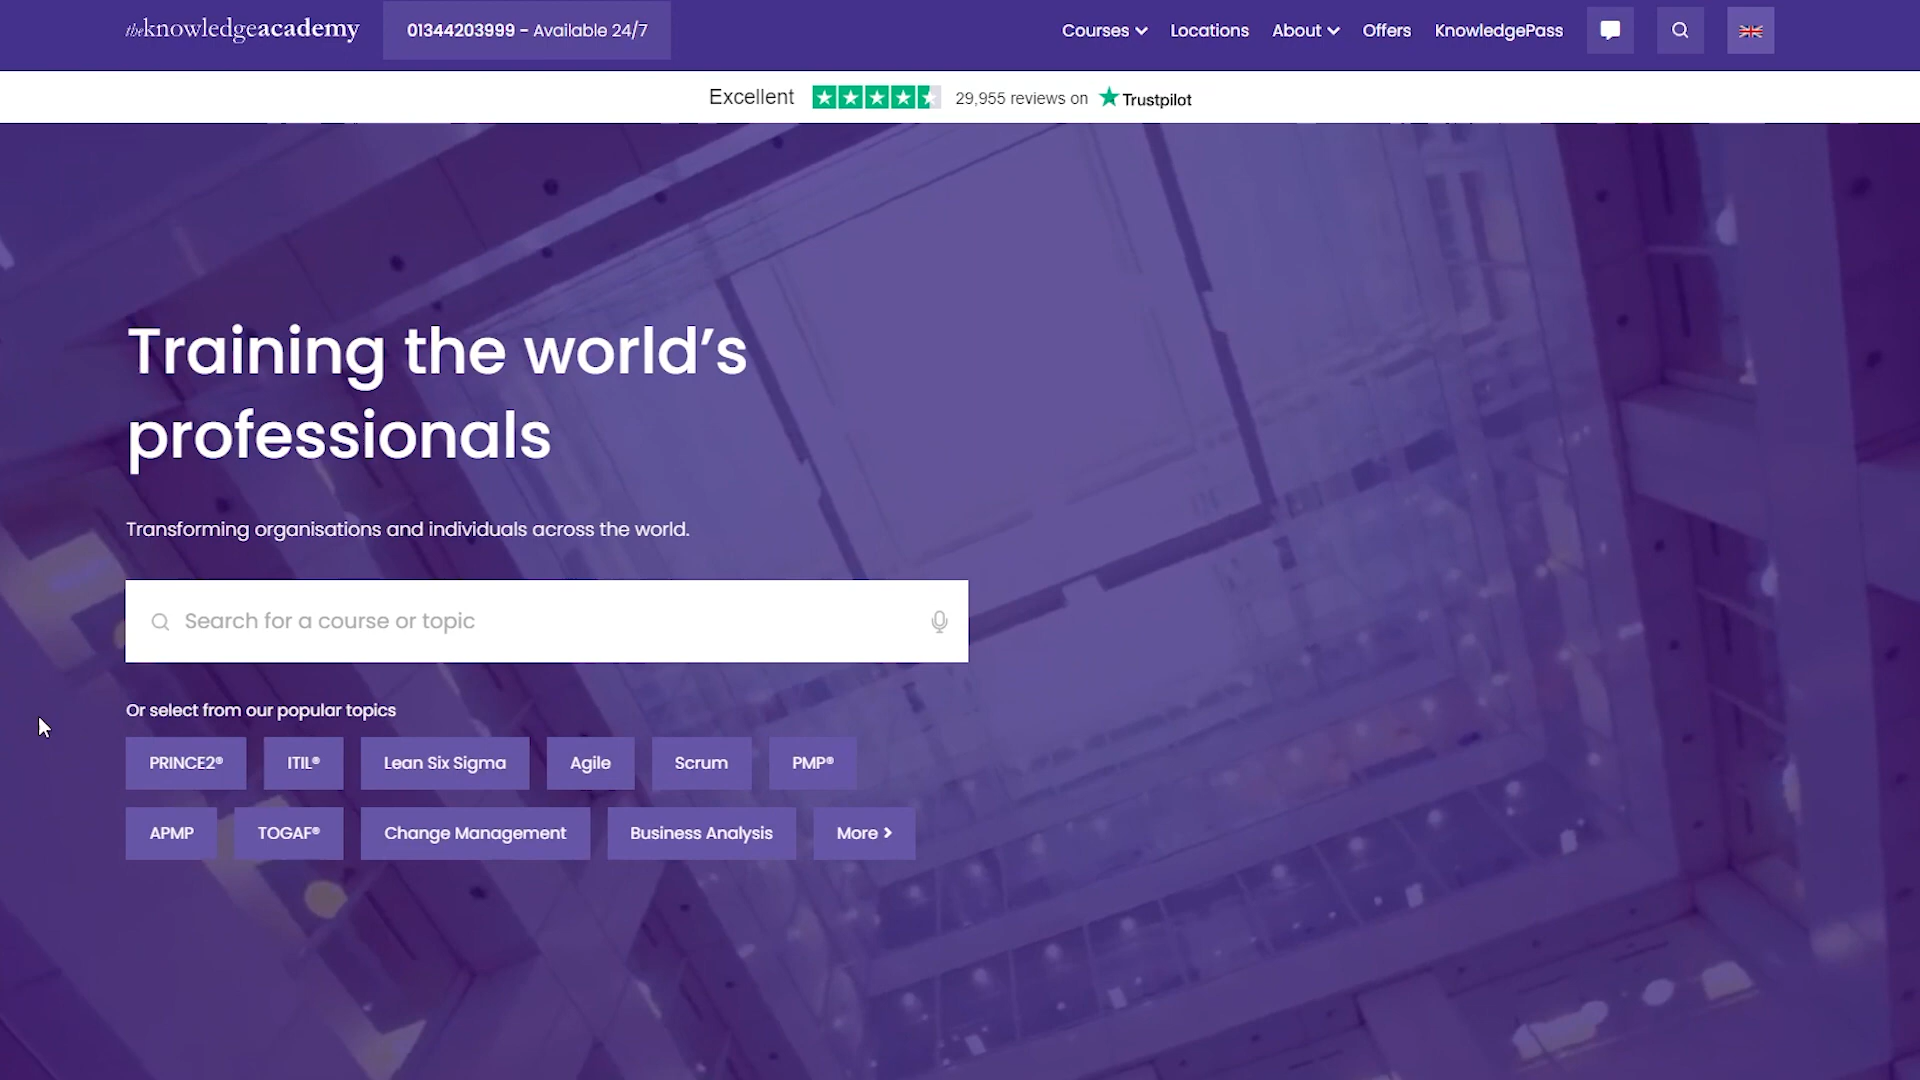 theknowledgeacademy
01344203999 – Available 24/7
Courses
Locations
About
Offers
KnowledgePass
Excellent
29,955 reviews on
Trustpilot
Training the world’s
professionals
Transforming organisations and individuals across the world.
Search for a course or topic
Or select from our popular topics
PRINCE2®
ITIL®
Lean Six Sigma
Agile
Scrum
PMP®
APMP
TOGAF®
Change Management
Business Analysis
More